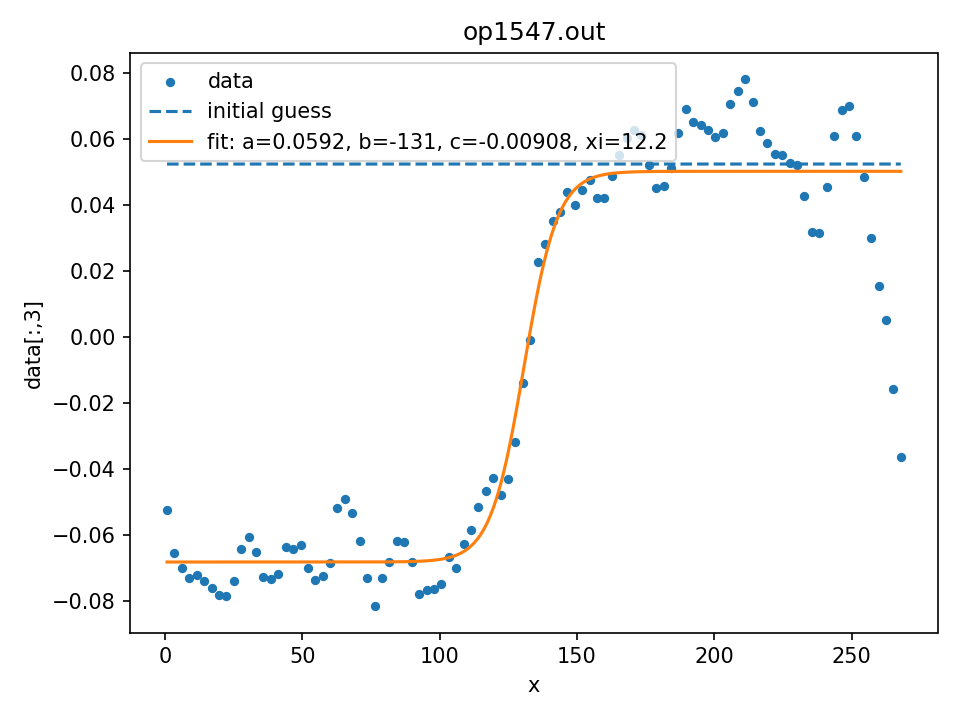 op1547.out
data
initial guess
fit: a=0.0592, b=-131, c=-0.00908, xi=12.2
0.08
0.06
0.04
0.02
0.00
−0.02
−0.04
−0.06
−0.08
data[:,3]
0 50 100 150 200 250
x